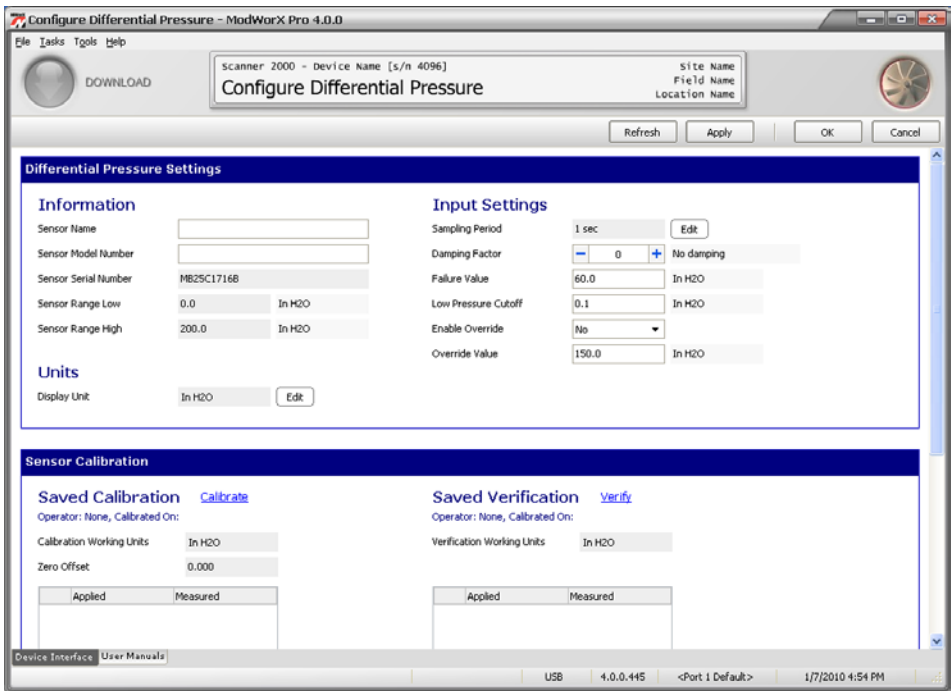 Configure Differential Pressure - ModWorX Pro 4.0.0
File Tasks Tools Help
DOWNLOAD
Scanner 2000 - Device Name [s/n 4096]
Configure Differential Pressure
Site Name
Field Name
Location Name
Refresh Apply OK Cancel
Differential Pressure Settings
Information
Sensor Name
Sensor Model Number
Sensor Serial Number MB25C1716B
Sensor Range Low 0.0 In H2O
Sensor Range High 200.0 In H2O
Units
Display Unit In H2O Edit
Input Settings
Sampling Period 1 sec Edit
Damping Factor − 0 + No damping
Failure Value 60.0 In H2O
Low Pressure Cutoff 0.1 In H2O
Enable Override No
Override Value 150.0 In H2O
Sensor Calibration
Saved Calibration Calibrate
Operator: None, Calibrated On:
Calibration Working Units In H2O
Zero Offset 0.000
Applied Measured
Saved Verification Verify
Operator: None, Calibrated On:
Verification Working Units In H2O
Applied Measured
Device Interface User Manuals
USB 4.0.0.445 <Port 1 Default> 1/7/2010 4:54 PM